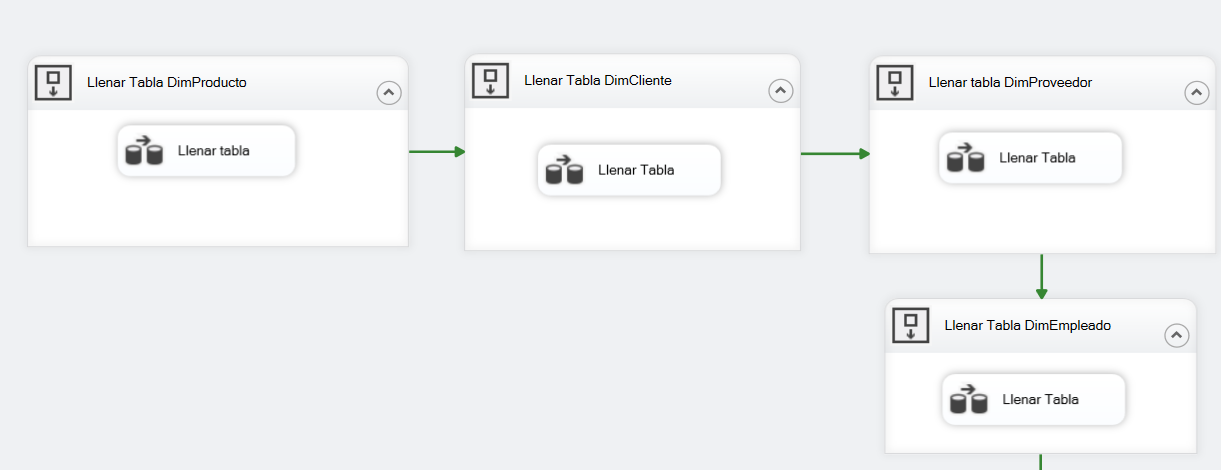 Llenar Tabla DimProducto
Llenar tabla
Llenar Tabla DimCliente
Llenar Tabla
Llenar tabla DimProveedor
Llenar Tabla
Llenar Tabla DimEmpleado
Llenar Tabla